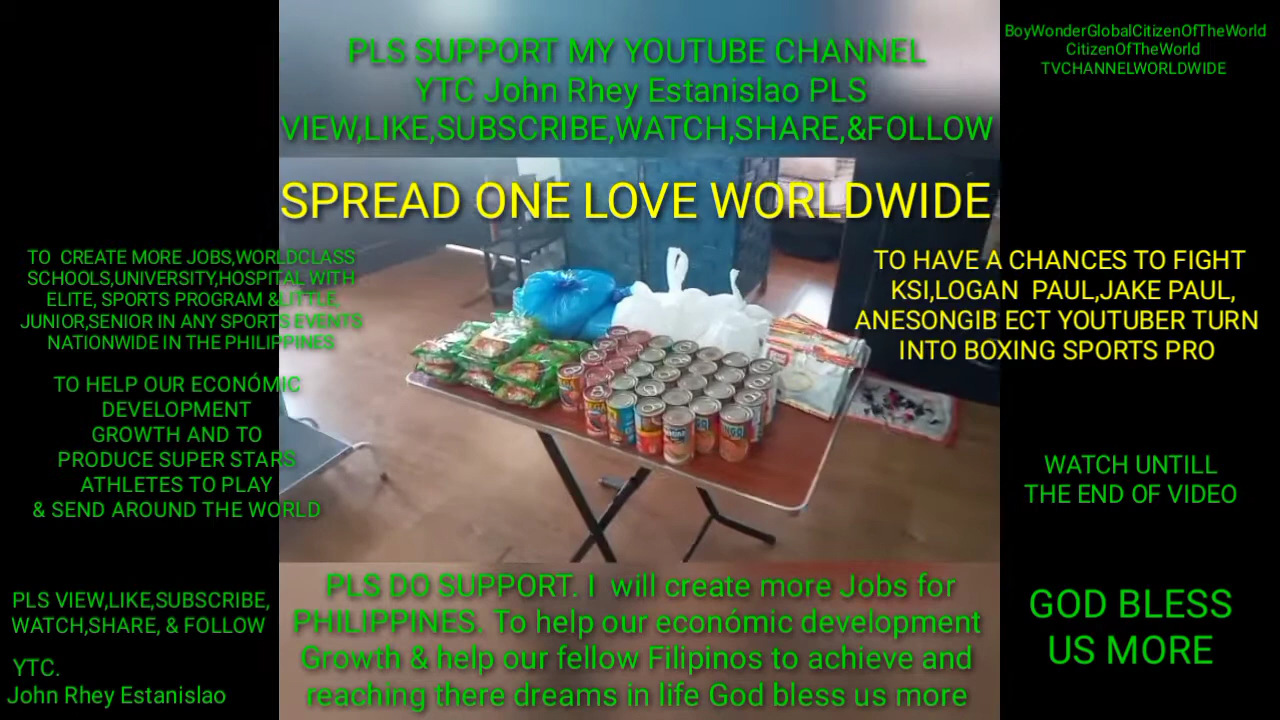 PLS SUPPORT MY YOUTUBE CHANNEL
YTC John Rhey Estanislao PLS
VIEW,LIKE,SUBSCRIBE,WATCH,SHARE,&FOLLOW
BoyWonderGlobalCitizenOfTheWorld
CitizenOfTheWorld
TVCHANNELWORLDWIDE
SPREAD ONE LOVE WORLDWIDE
TO CREATE MORE JOBS,WORLDCLASS
SCHOOLS,UNIVERSITY,HOSPITAL WITH
ELITE, SPORTS PROGRAM &LITTLE,
JUNIOR,SENIOR IN ANY SPORTS EVENTS
NATIONWIDE IN THE PHILIPPINES
TO HELP OUR ECONÓMIC
DEVELOPMENT
GROWTH AND TO
PRODUCE SUPER STARS
ATHLETES TO PLAY
& SEND AROUND THE WORLD
TO HAVE A CHANCES TO FIGHT
KSI,LOGAN PAUL,JAKE PAUL,
ANESONGIB ECT YOUTUBER TURN
INTO BOXING SPORTS PRO
WATCH UNTILL
THE END OF VIDEO
PLS VIEW,LIKE,SUBSCRIBE,
WATCH,SHARE, & FOLLOW
YTC.
John Rhey Estanislao
PLS DO SUPPORT. I will create more Jobs for
PHILIPPINES. To help our económic development
Growth & help our fellow Filipinos to achieve and
reaching there dreams in life God bless us more
GOD BLESS
US MORE